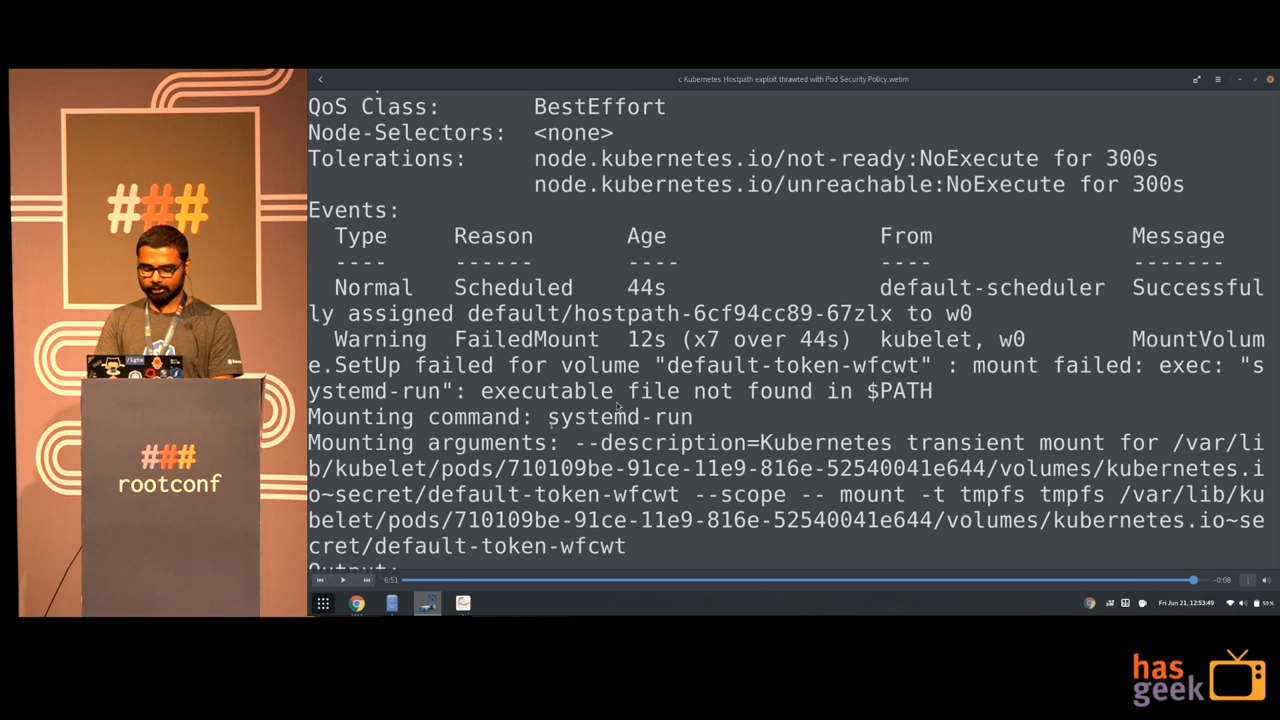 c Kubernetes Hostpath exploit thrawted with Pod Security Policy.webm
QoS Class: BestEffort
Node-Selectors: <none>
Tolerations: node.kubernetes.io/not-ready:NoExecute for 300s
node.kubernetes.io/unreachable:NoExecute for 300s
Events:
Type Reason Age From Message
---- ------ ---- ---- -------
Normal Scheduled 44s default-scheduler Successful
ly assigned default/hostpath-6cf94cc89-67zlx to w0
Warning FailedMount 12s (x7 over 44s) kubelet, w0 MountVolum
e.SetUp failed for volume "default-token-wfcwt" : mount failed: exec: "s
ystemd-run": executable file not found in $PATH
Mounting command: systemd-run
Mounting arguments: --description=Kubernetes transient mount for /var/li
b/kubelet/pods/710109be-91ce-11e9-816e-52540041e644/volumes/kubernetes.i
o~secret/default-token-wfcwt --scope -- mount -t tmpfs tmpfs /var/lib/ku
belet/pods/710109be-91ce-11e9-816e-52540041e644/volumes/kubernetes.io~se
cret/default-token-wfcwt
Output:
6:51 -0:08
Fri Jun 21, 12:53:49 59 %
###
###
rootconf
has
geek